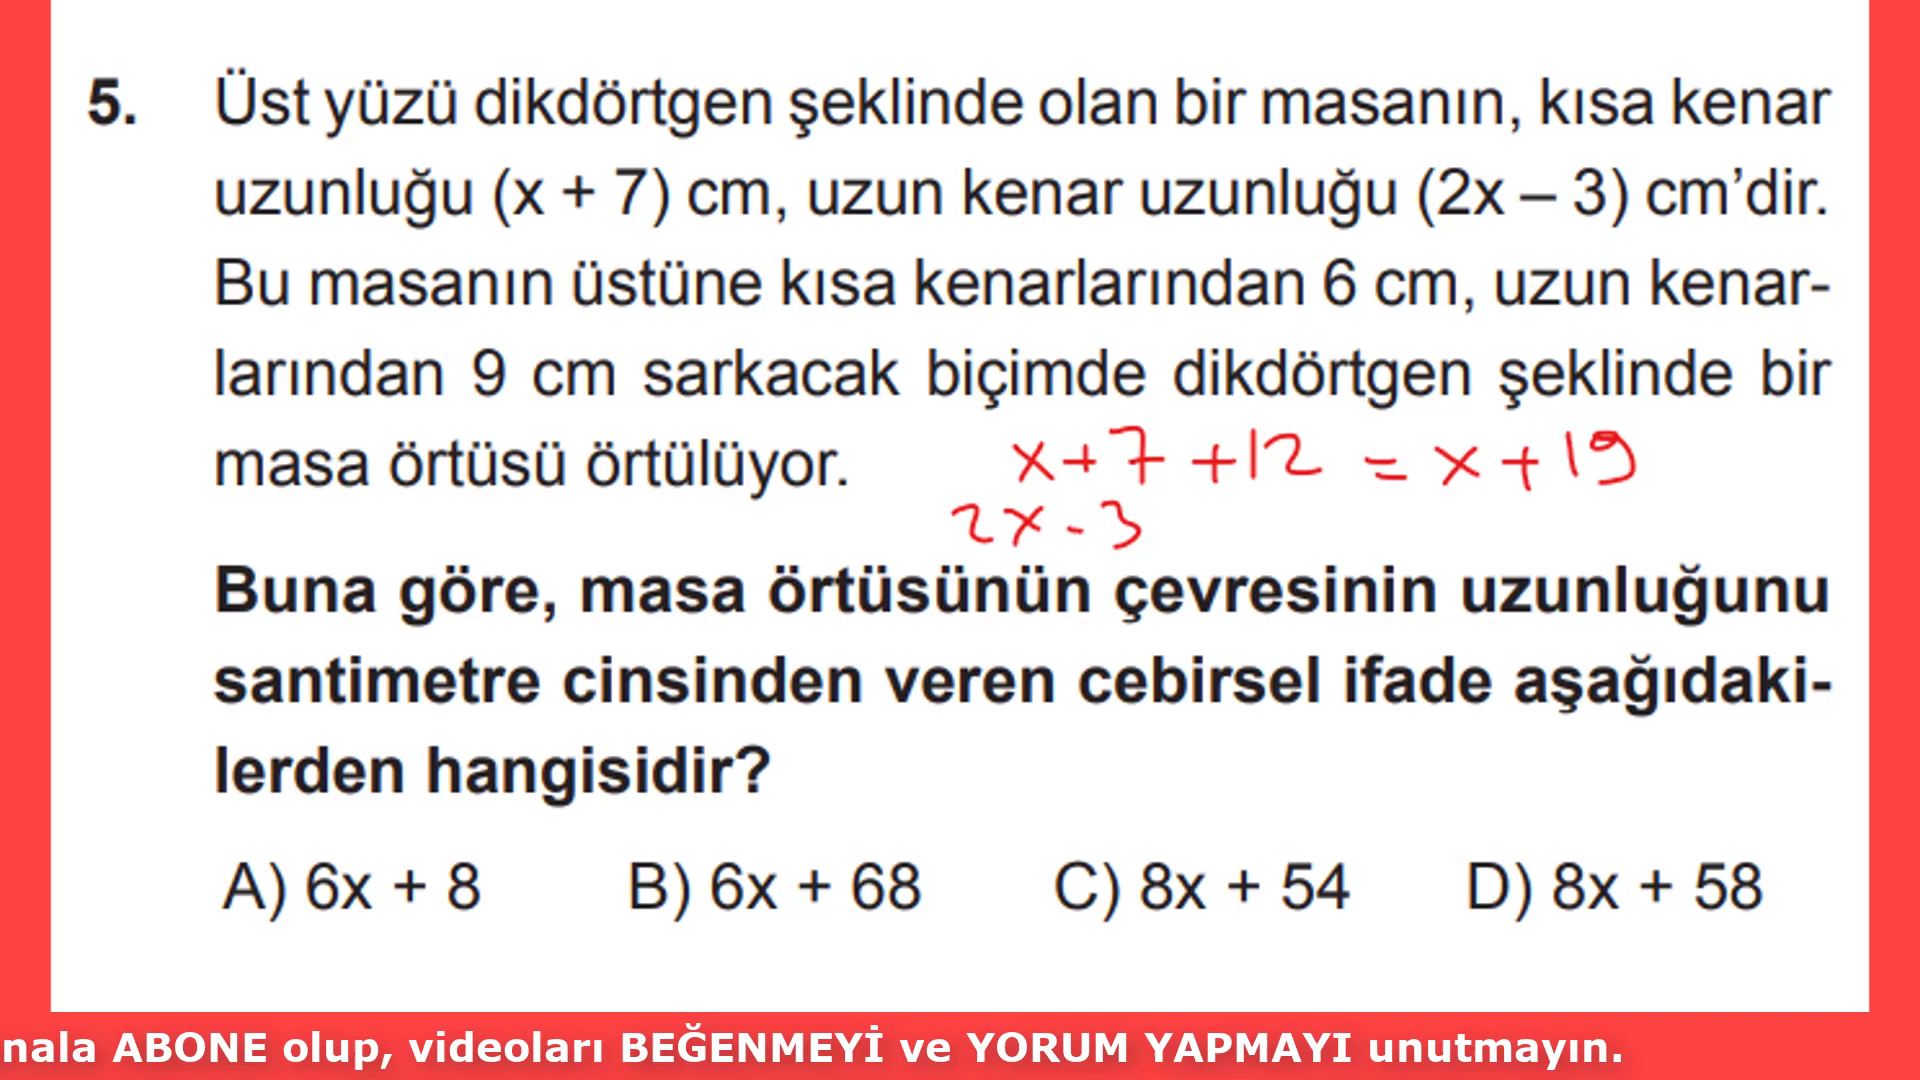 5. Üst yüzü dikdörtgen şeklinde olan bir masanın, kısa kenar
uzunluğu (x + 7) cm, uzun kenar uzunluğu (2x – 3) cm’dir.
Bu masanın üstüne kısa kenarlarından 6 cm, uzun kenar-
larından 9 cm sarkacak biçimde dikdörtgen şeklinde bir
masa örtüsü örtülüyor. x+7+12 = x+19
2x-3
Buna göre, masa örtüsünün çevresinin uzunluğunu
santimetre cinsinden veren cebirsel ifade aşağıdaki-
lerden hangisidir?
A) 6x + 8 B) 6x + 68 C) 8x + 54 D) 8x + 58
nala ABONE olup, videoları BEĞENMEYİ ve YORUM YAPMAYI unutmayın.